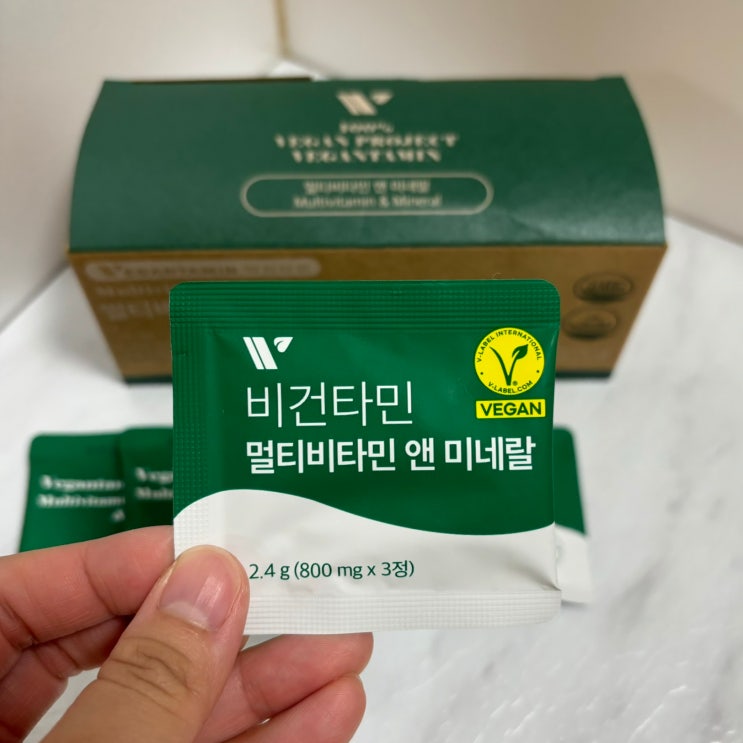 100%
VEGAN PROJECT
VEGANTAMIN
멀티비타민 앤 미네랄
Multivitamin & Mineral
VEGANTAMIN
비건타민
멀티비타민 앤 미네랄
2.4 g (800 mg x 3정)
V-LABEL INTERNATIONAL
V-LABEL.COM
VEGAN